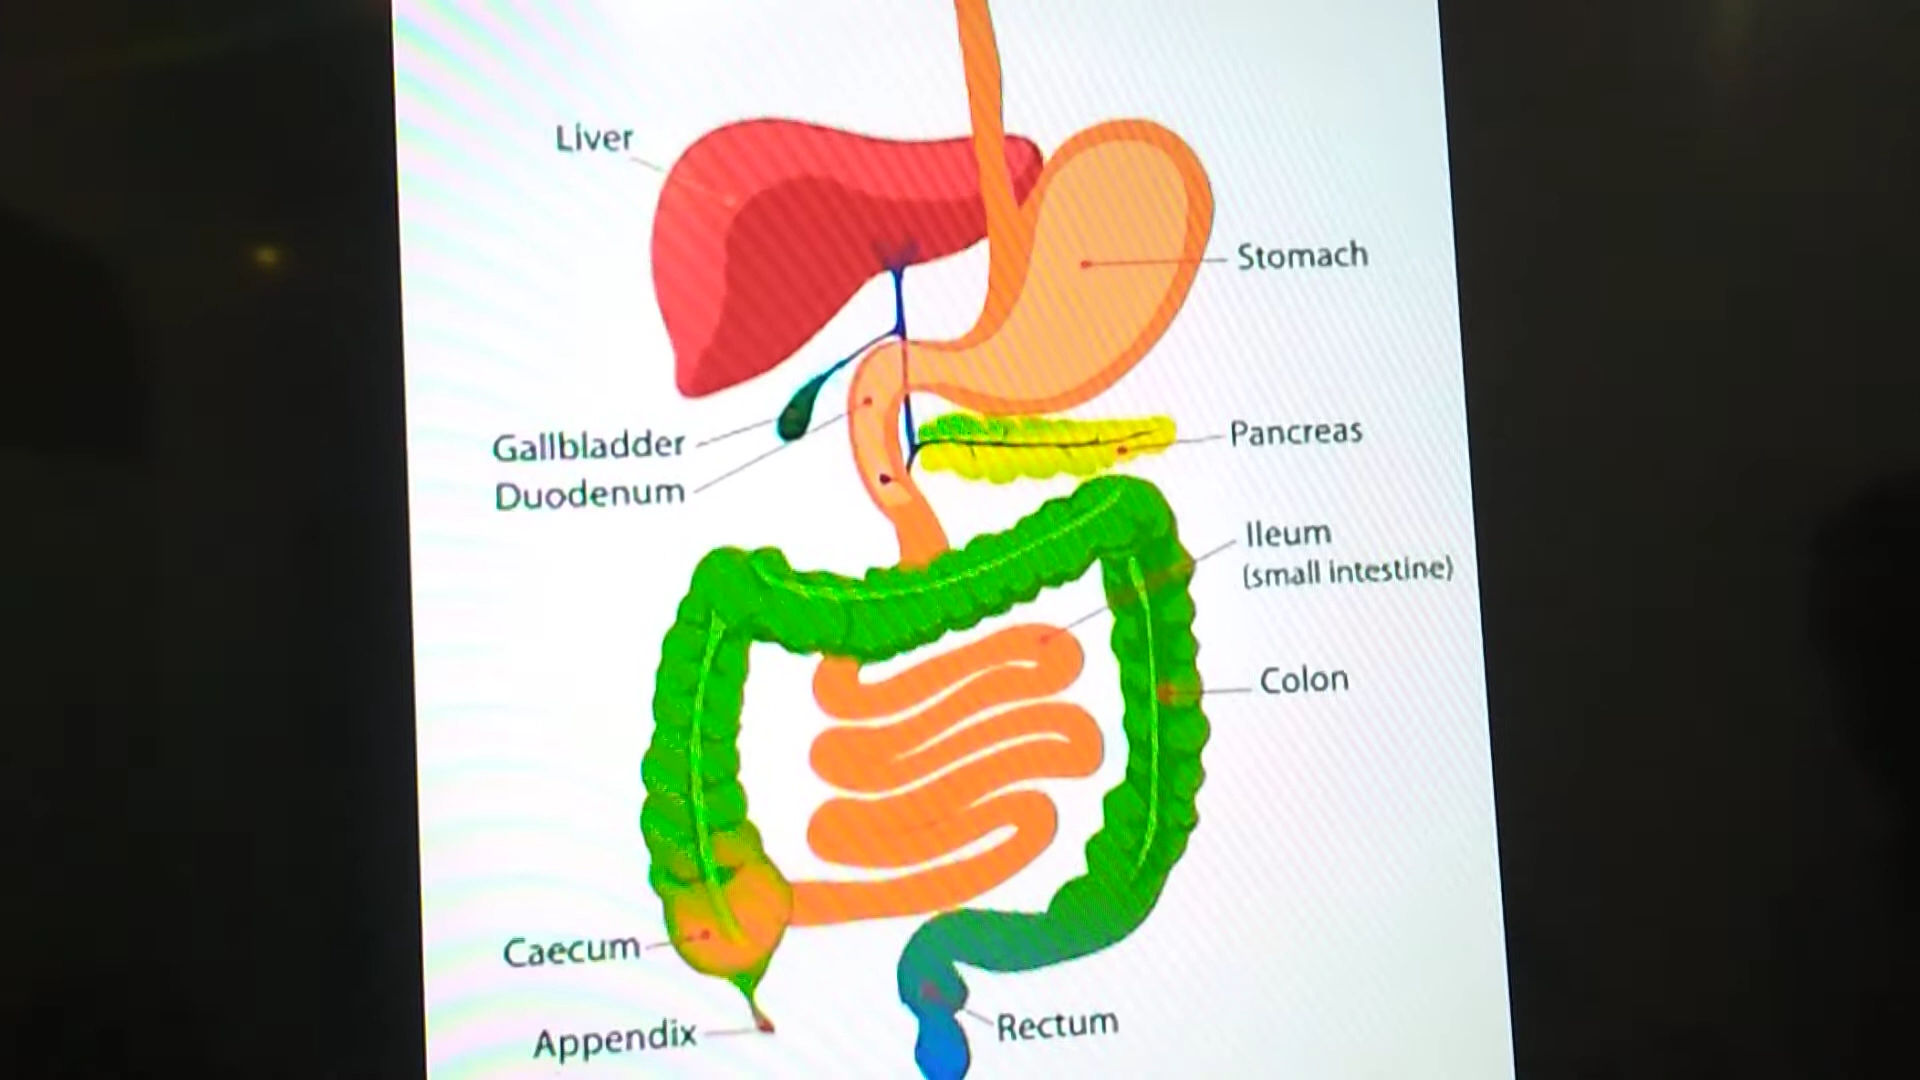 Liver
Stomach
Gallbladder
Pancreas
Duodenum
Ileum
(small intestine)
Colon
Caecum
Appendix
Rectum